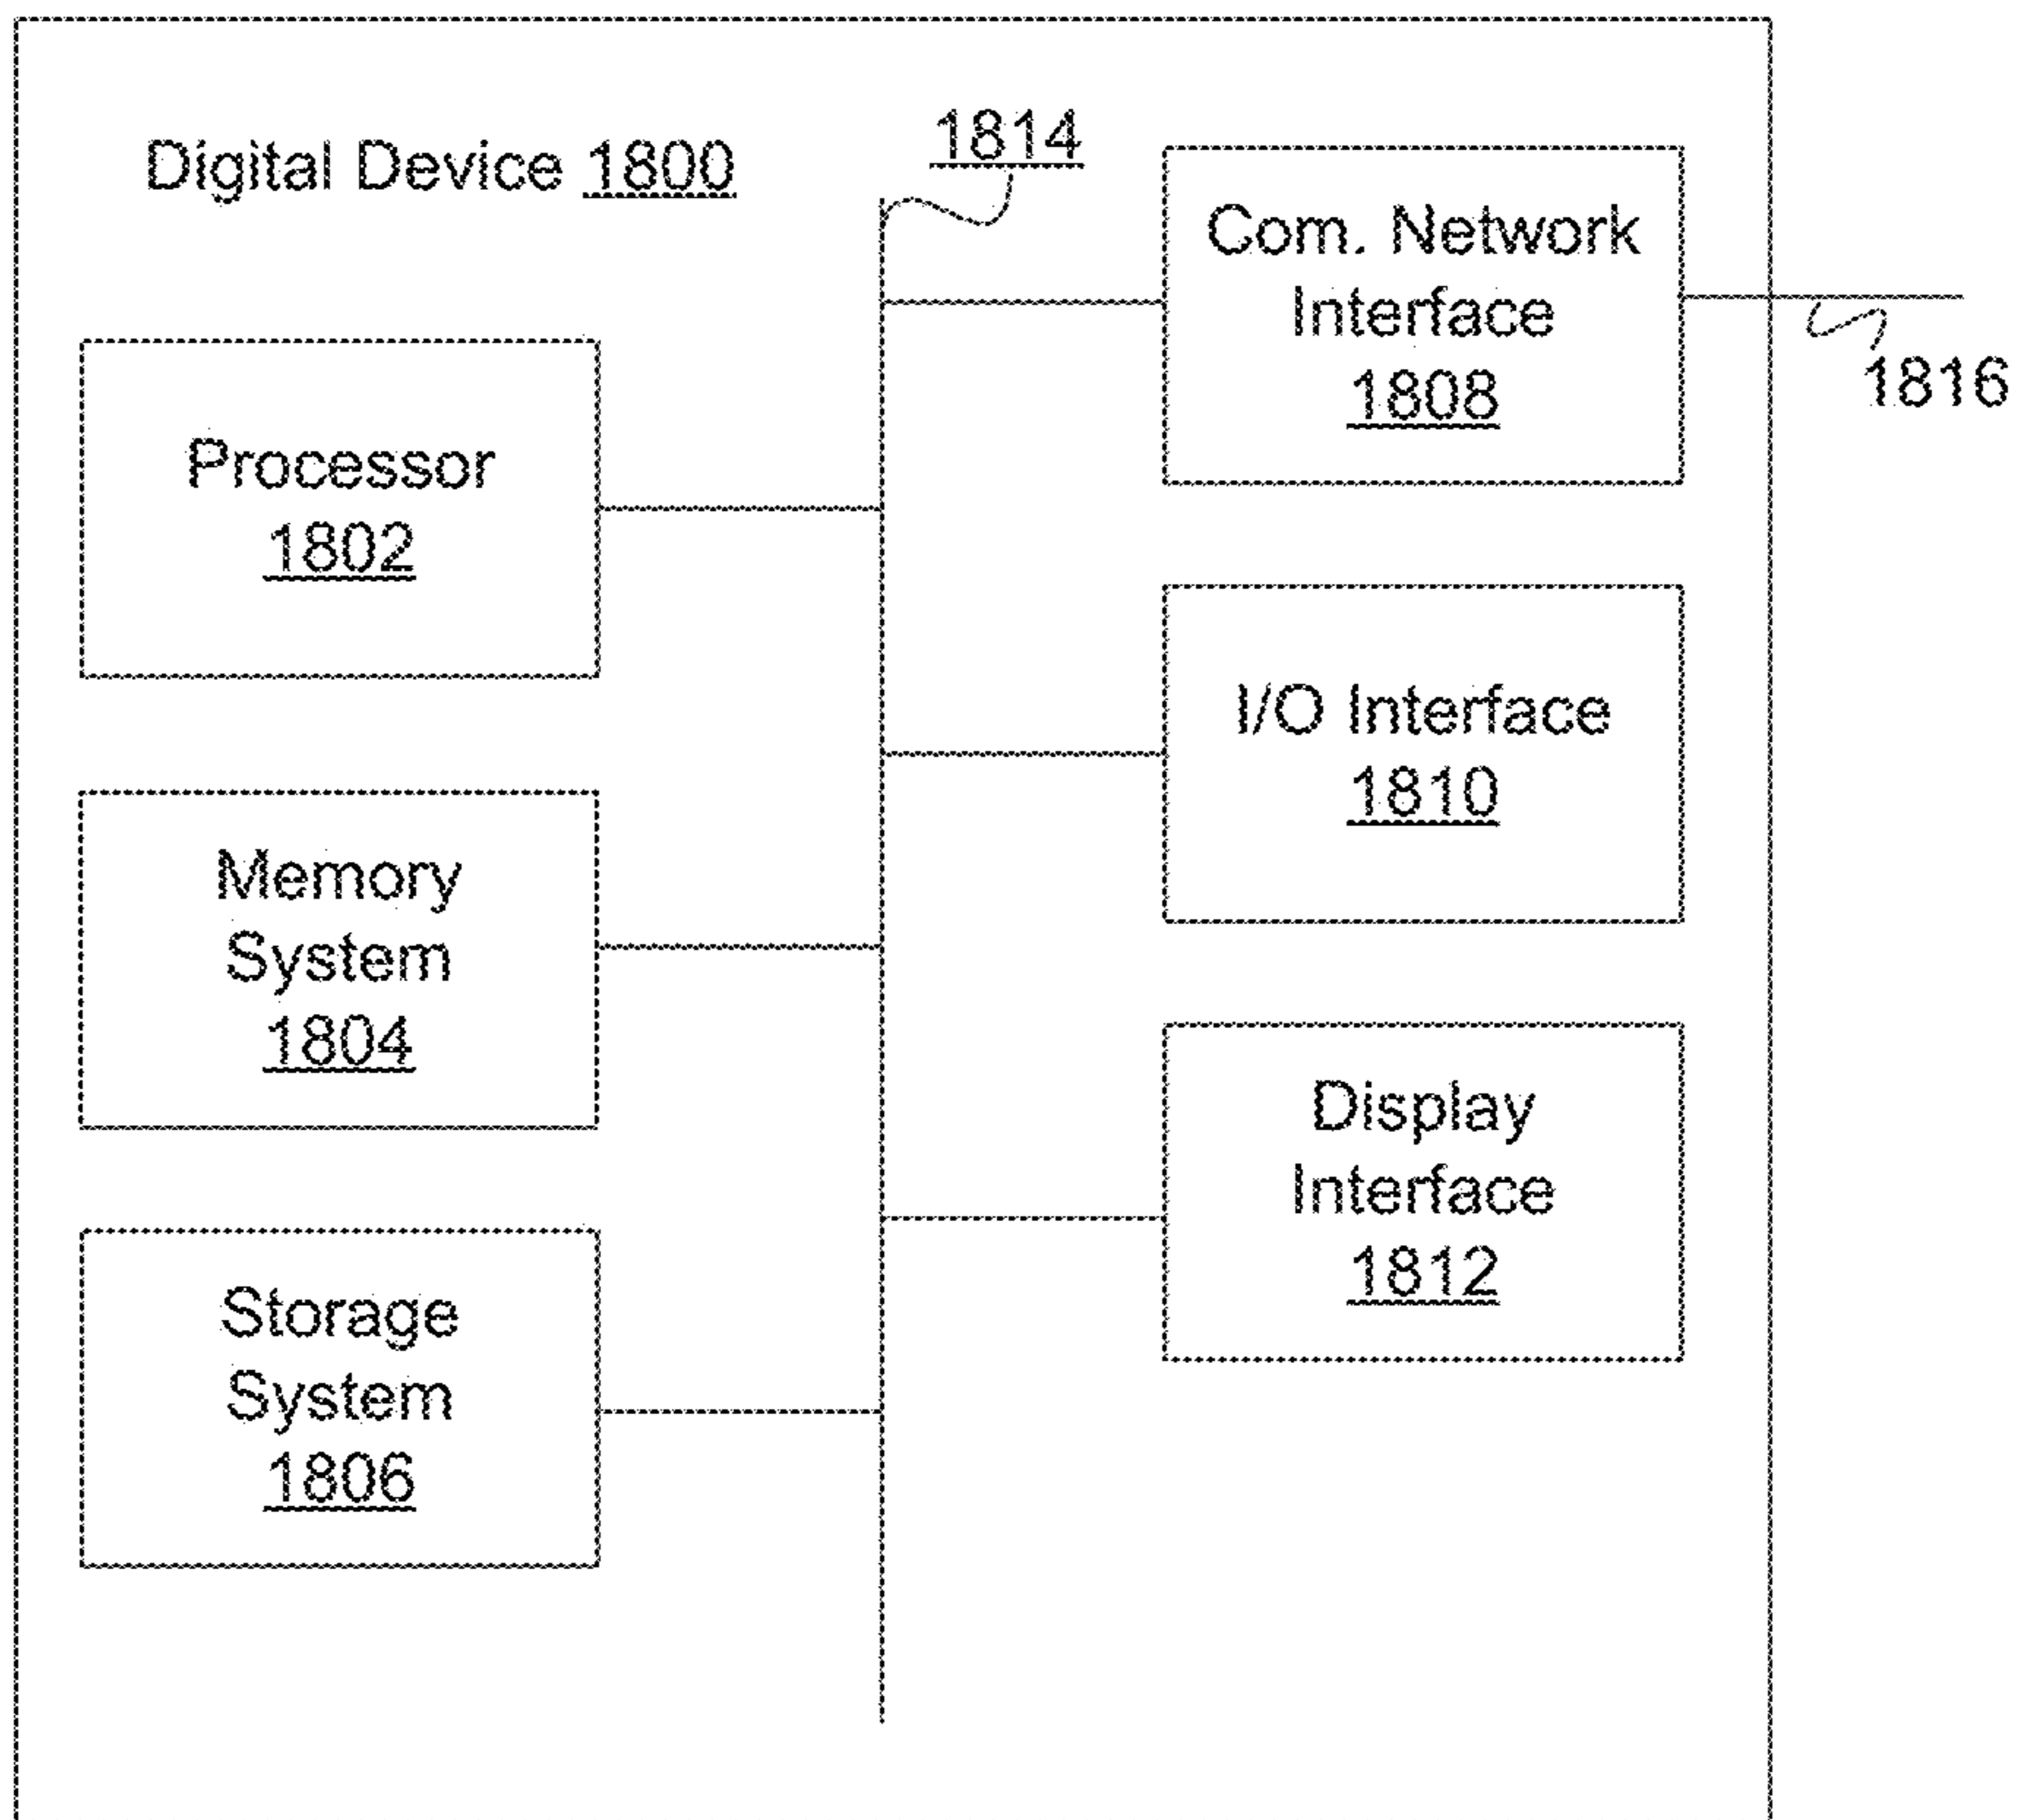 Digital Device 1800
1814
Com. Network
Interface
1808
1816
Processor
1802
I/O Interface
1810
Memory
System
1804
Display
Interface
1812
Storage
System
1806